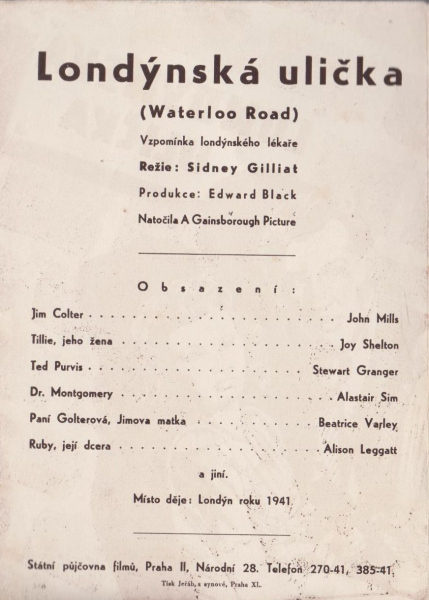 Londýnská ulička
(Waterloo Road)
Vzpomínka londýnského lékaře
Režie: Sidney Gilliat
Produkce: Edward Black
Natočila A Gainsborough Picture
Obsazení:
Jim Colter . . . . . . . . . . . . . . . . . . . . . . . . John Mills
Tillie, jeho žena . . . . . . . . . . . . . . . . . . . . . Joy Shelton
Ted Purvis . . . . . . . . . . . . . . . . . . . . . . Stewart Granger
Dr. Montgomery . . . . . . . . . . . . . . . . . . . . . Alastair Sim
Paní Golterová, Jimova matka . . . . . . . . . . . . . Beatrice Varley
Ruby, její dcera . . . . . . . . . . . . . . . . . . . . Alison Leggatt
a jiní.
Místo děje: Londýn roku 1941.
Státní půjčovna filmů, Praha II, Národní 28. Telefon 270-41, 385-41.
Tisk Jeřáb, a synové, Praha XI.